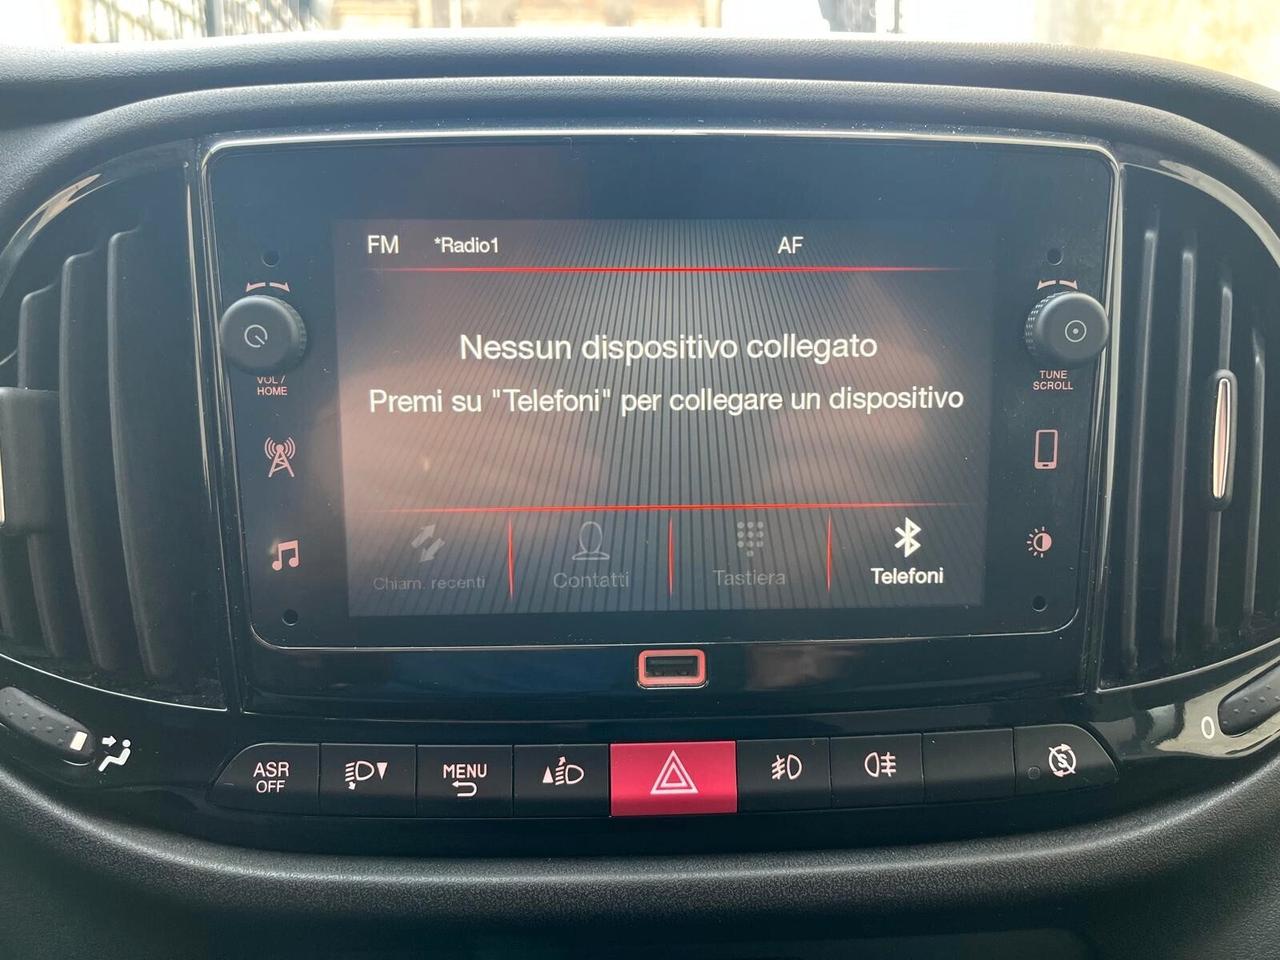 FM *Radio1 AF
Nessun dispositivo collegato
Premi su "Telefoni" per collegare un dispositivo
VOL /
HOME
TUNE
SCROLL
Chiam. recenti Contatti Tastiera Telefoni
ASR
OFF
MENU
0